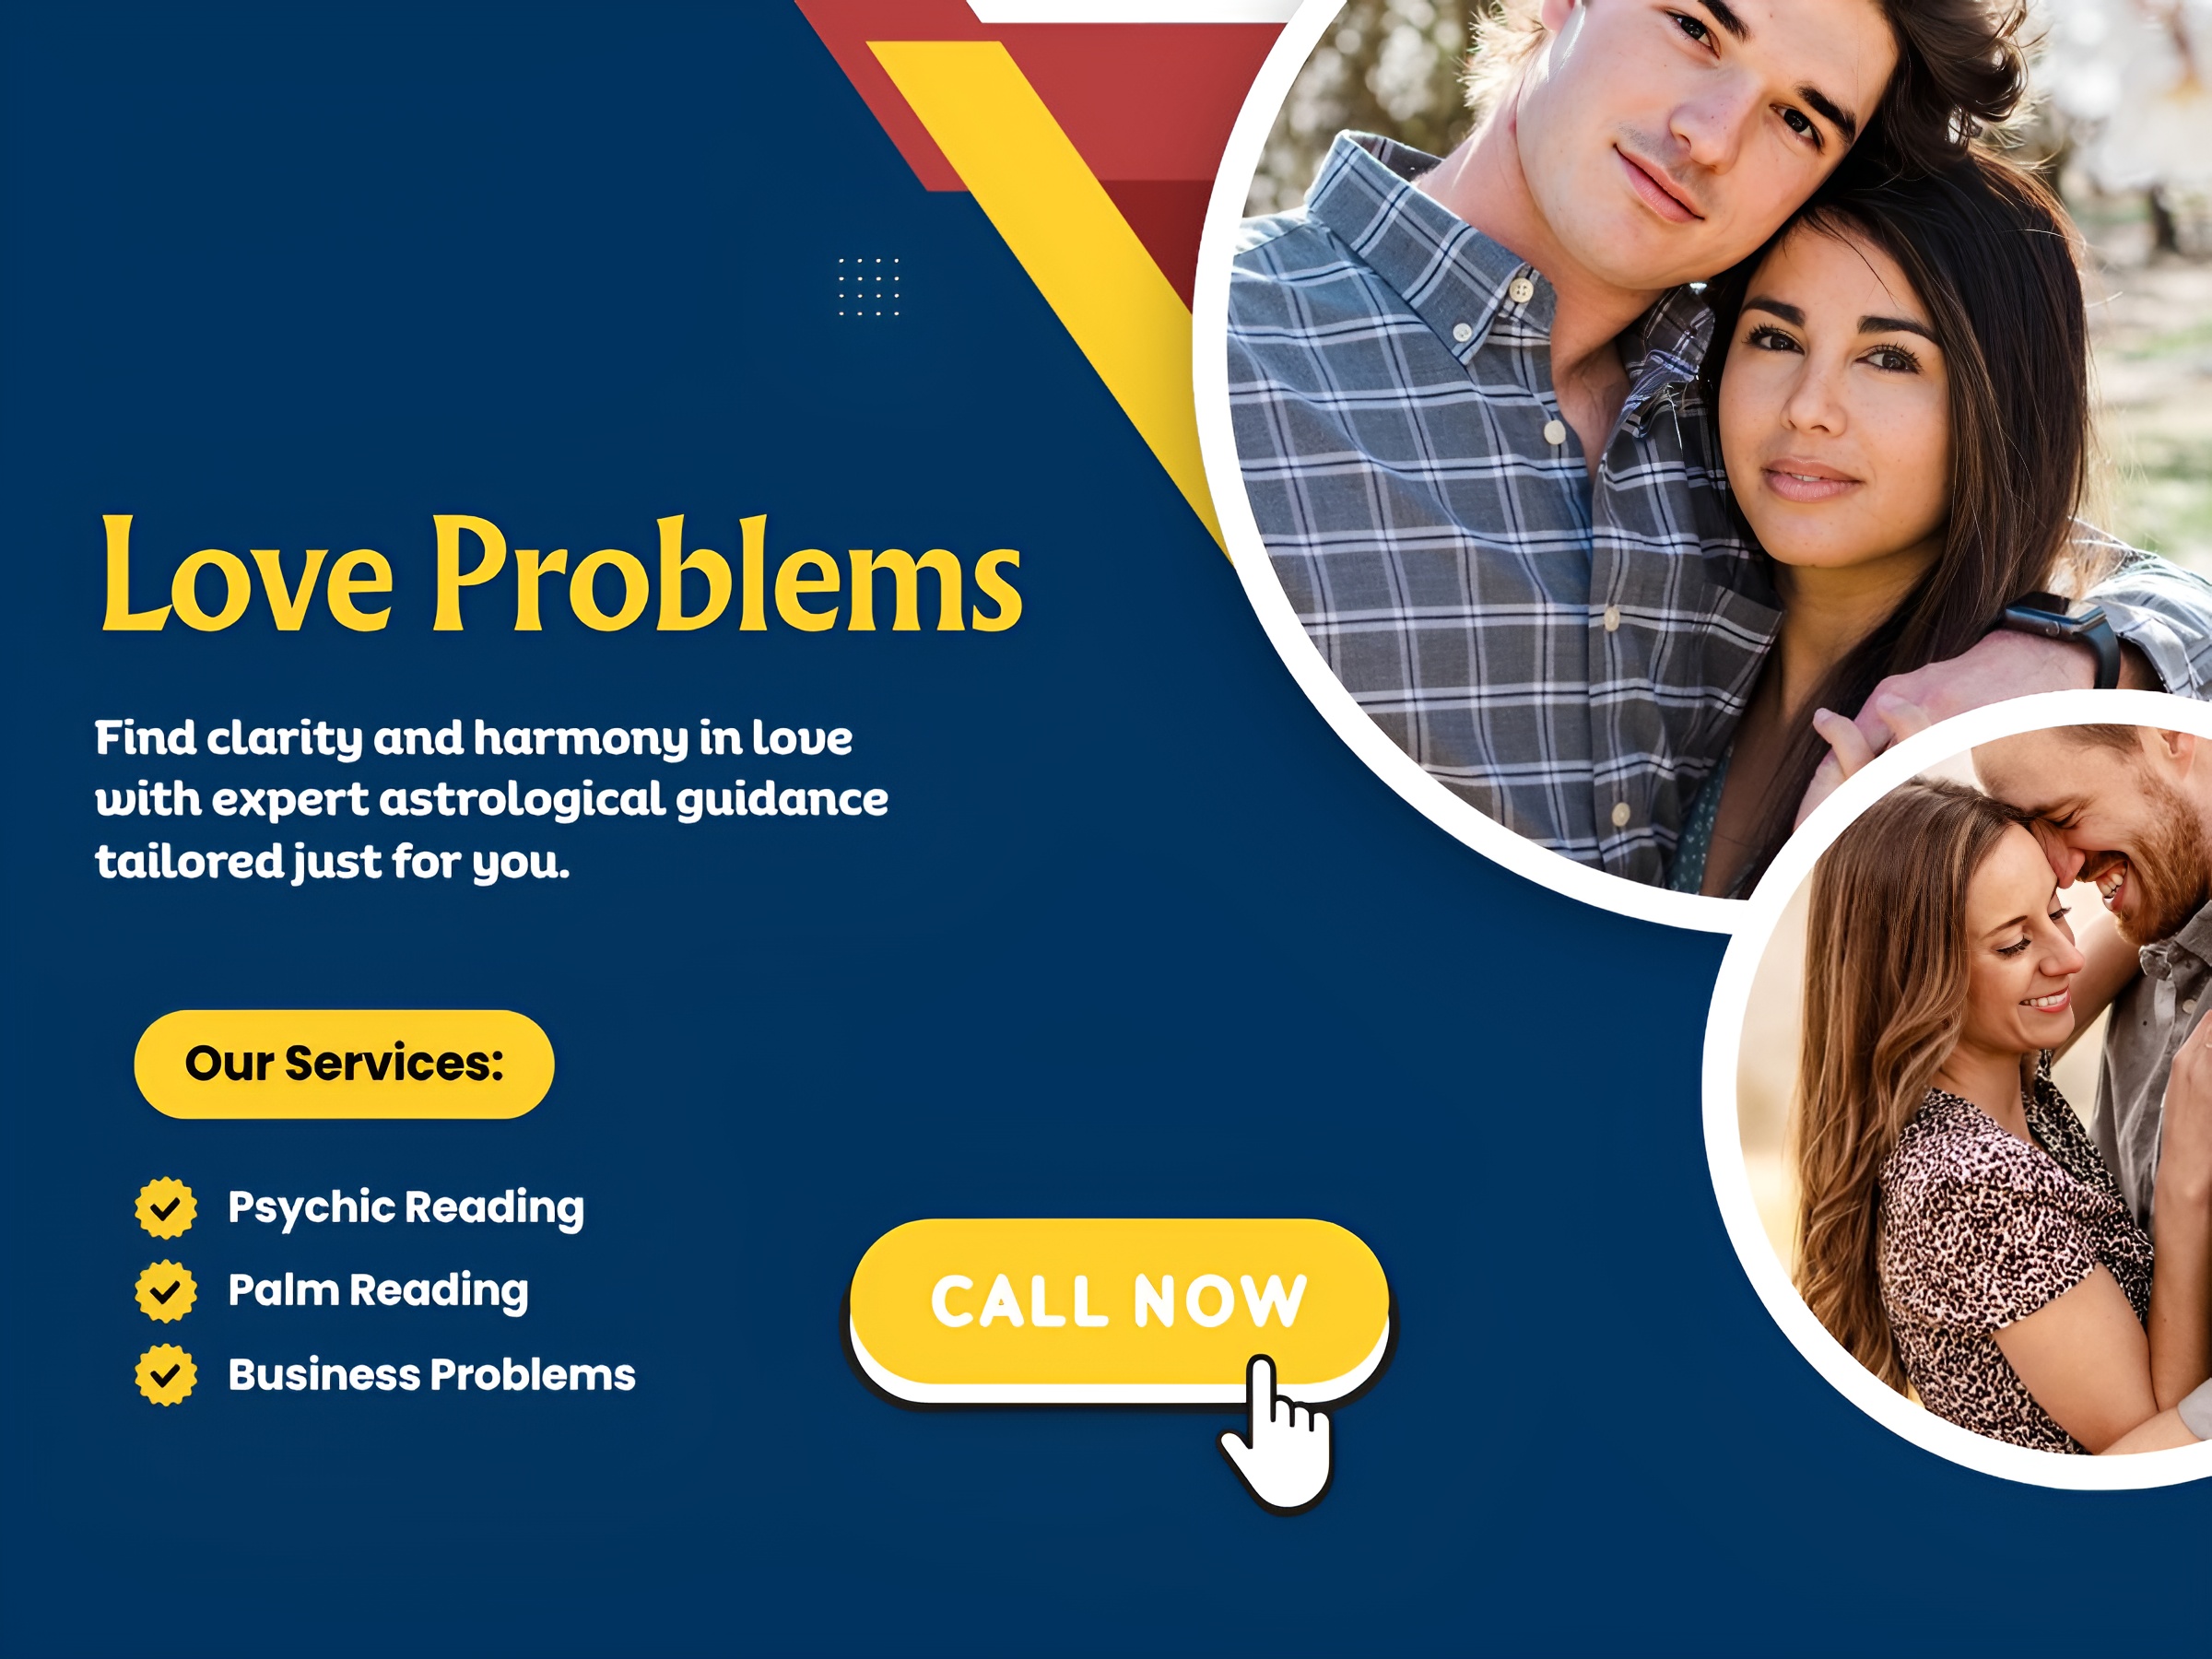 Love Problems
Find clarity and harmony in love
with expert astrological guidance
tailored just for you.
Our Services:
Psychic Reading
Palm Reading
Business Problems
CALL NOW